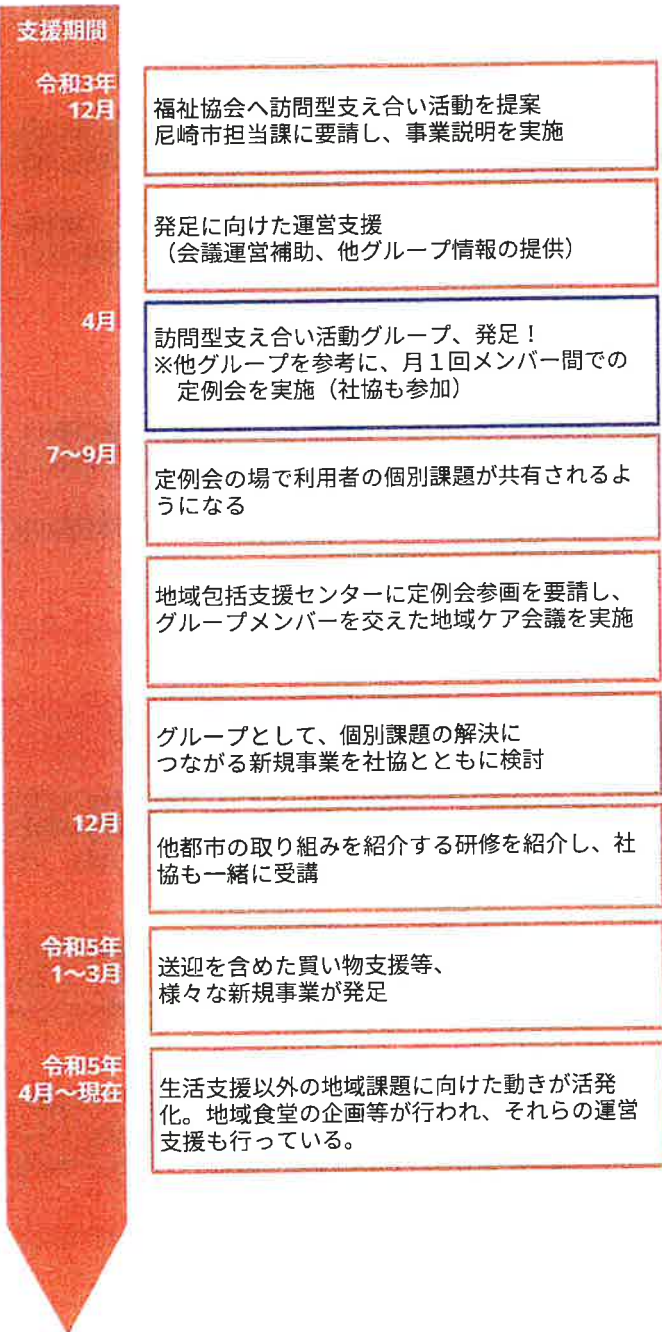 支援期間
令和3年
12月
福祉協会へ訪問型支え合い活動を提案
尼崎市担当課に要請し、事業説明を実施
発足に向けた運営支援
（会議運営補助、他グループ情報の提供）
4月
訪問型支え合い活動グループ、発足！
※他グループを参考に、月１回メンバー間での
定例会を実施（社協も参加）
7～9月
定例会の場で利用者の個別課題が共有されるよ
うになる
地域包括支援センターに定例会参画を要請し、
グループメンバーを交えた地域ケア会議を実施
グループとして、個別課題の解決に
つながる新規事業を社協とともに検討
12月
他都市の取り組みを紹介する研修を紹介し、社
協も一緒に受講
令和5年
1～3月
送迎を含めた買い物支援等、
様々な新規事業が発足
令和5年
4月～現在
生活支援以外の地域課題に向けた動きが活発
化。地域食堂の企画等が行われ、それらの運営
支援も行っている。